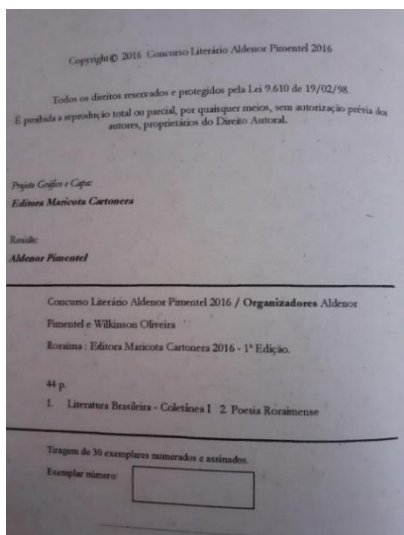 Copyright© 2016 Concurso Literário Aldenor Pimentel 2016
Todos os direitos reservados e protegidos pela Lei 9.610 de 19/02/98.
É proibida a reprodução total ou parcial, por quaisquer meios, sem autorização prévia dos
autores, proprietários do Direito Autoral.
Projeto Gráfico e Capa:
Editora Maricota Cartonera
Revisão:
Aldenor Pimentel
Concurso Literário Aldenor Pimentel 2016 / Organizadores Aldenor
Pimentel e Wilkinson Oliveira
Roraima : Editora Maricota Cartonera 2016 - 1ª Edição.
44 p.
1. Literatura Brasileira - Coletânea I 2. Poesia Roraimense
Tiragem de 30 exemplares numerados e assinados.
Exemplar número: